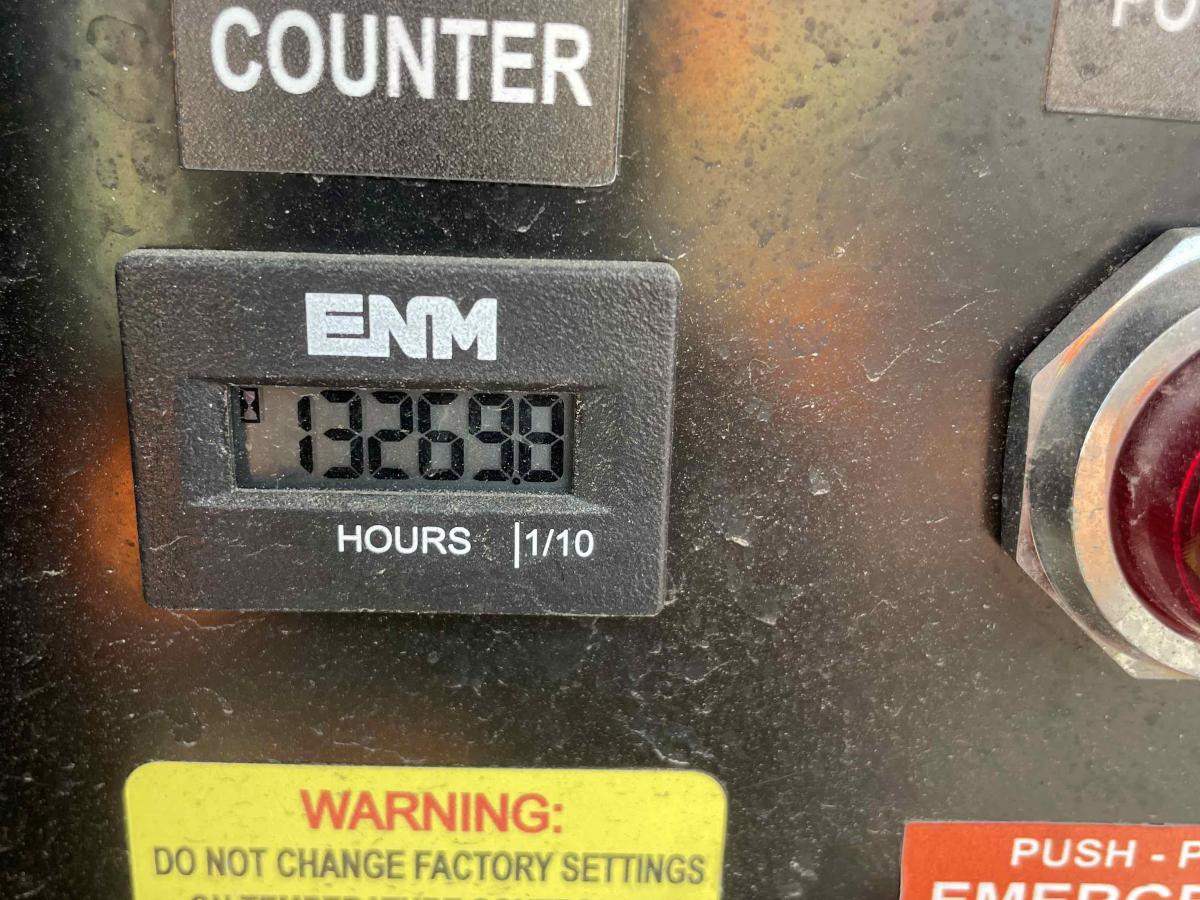 COUNTER
ENM
13269.8
HOURS |1/10
WARNING:
DO NOT CHANGE FACTORY SETTINGS
PUSH - P